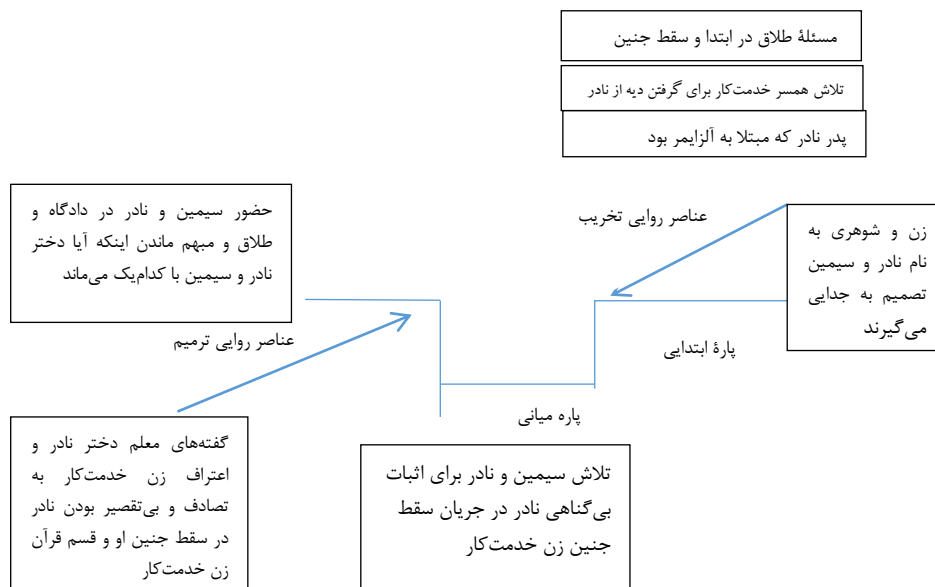 مسئلۀ طلاق در ابتدا و سقط جنین
تلاش همسر خدمت‌کار برای گرفتن دیه از نادر
پدر نادر که مبتلا به آلزایمر بود
عناصر روایی تخریب
زن و شوهری به
نام نادر و سیمین
تصمیم به جدایی
می‌گیرند
پارۀ ابتدایی
پاره میانی
تلاش سیمین و نادر برای اثبات
بی‌گناهی نادر در جریان سقط
جنین زن خدمت‌کار
حضور سیمین و نادر در دادگاه و
طلاق و مبهم ماندن اینکه آیا دختر
نادر و سیمین با کدام‌یک می‌ماند
عناصر روایی ترمیم
گفته‌های معلم دختر نادر و
اعتراف زن خدمت‌کار به
تصادف و بی‌تقصیر بودن نادر
در سقط جنین او و قسم قرآن
زن خدمت‌کار